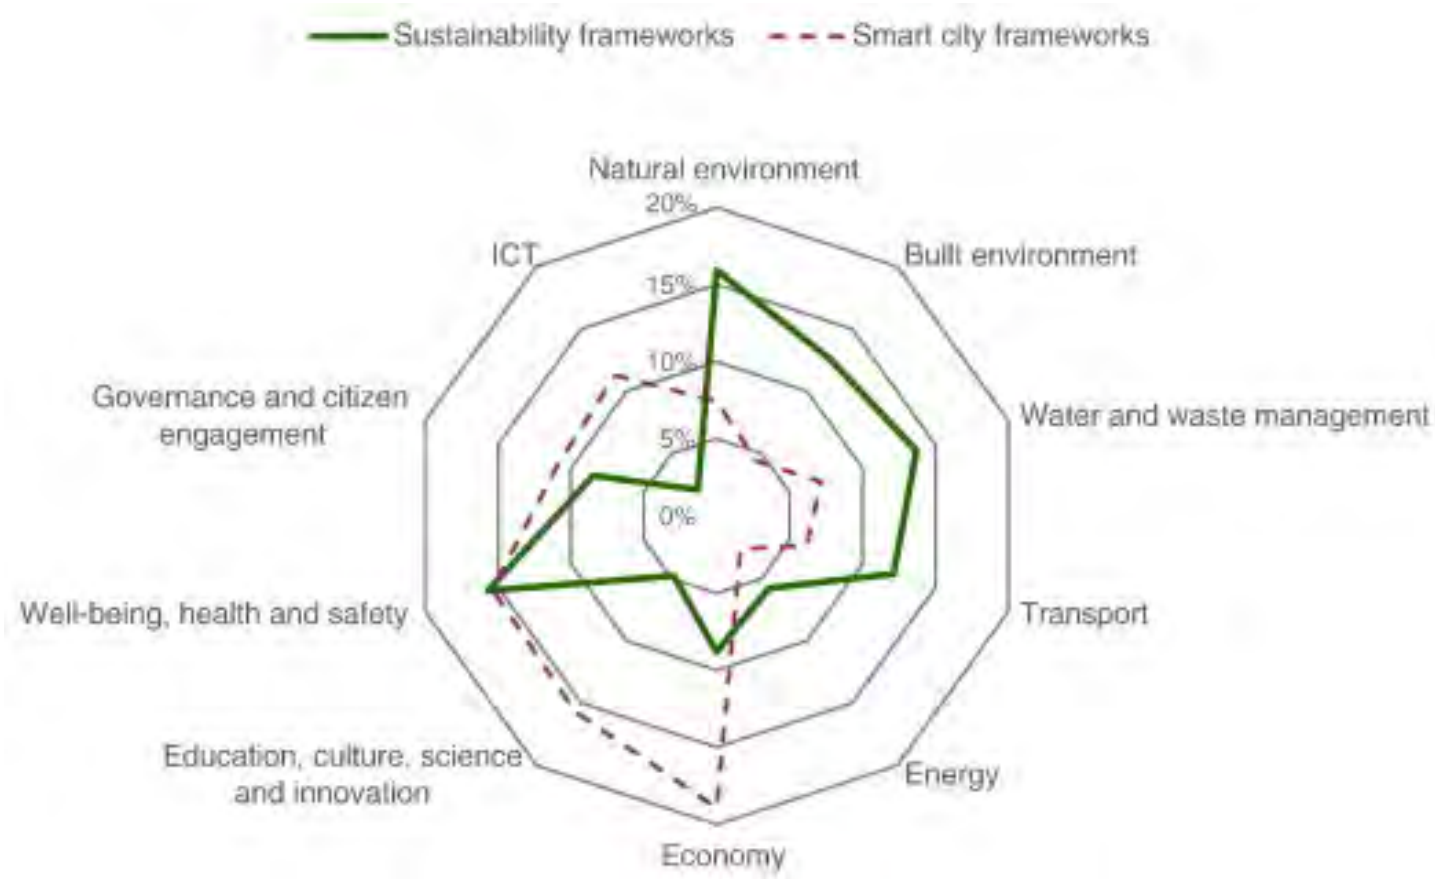 Sustainability frameworks
Smart city frameworks
Natural environment
20%
ICT
Built environment
15%
10%
Governance and citizen
engagement
Water and waste management
5%
0%
Well-being, health and safety
Transport
Education, culture, science
and innovation
Energy
Economy